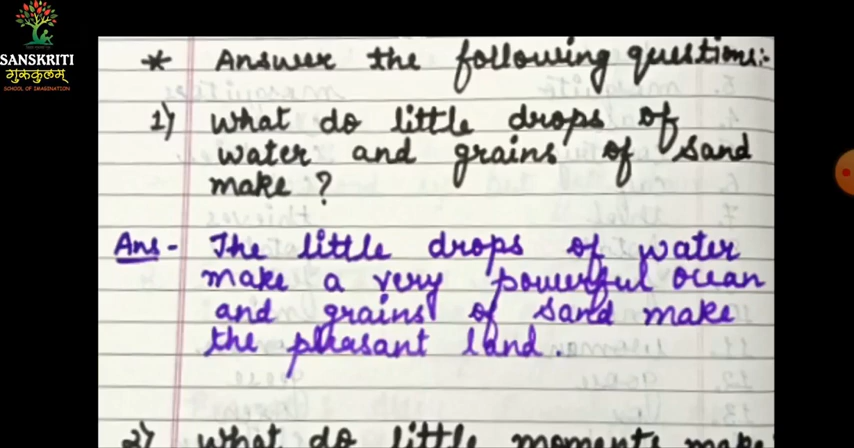 SANSKRITI
गुरुकुलम्
SCHOOL OF IMAGINATION
* Answer the following questions:-
1) What do little drops of
water and grains of sand
make?
Ans - The little drops of water
make a very powerful ocean
and grains of sand make
the pleasant land.
2) What do little moments make